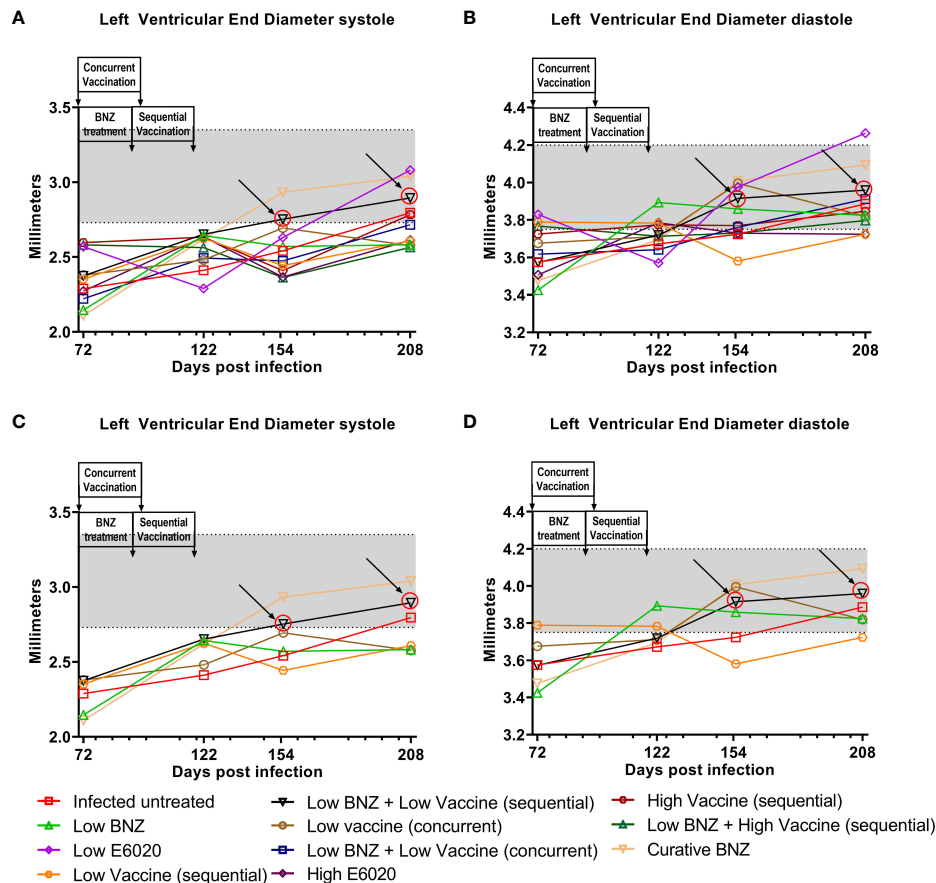 A
Left Ventricular End Diameter systole
Concurrent
Vaccination
BNZ
treatment
Sequential
Vaccination
3.5
3.0
2.5
2.0
Millimeters
72
122
154
208
Days post infection
B
Left Ventricular End Diameter diastole
Concurrent
Vaccination
BNZ
treatment
Sequential
Vaccination
4.4
4.2
4.0
3.8
3.6
3.4
3.2
Millimeters
72
122
154
208
Days post infection
C
Left Ventricular End Diameter systole
Concurrent
Vaccination
BNZ
treatment
Sequential
Vaccination
3.5
3.0
2.5
2.0
Millimeters
72
122
154
208
Days post infection
D
Left Ventricular End Diameter diastole
Concurrent
Vaccination
BNZ
treatment
Sequential
Vaccination
4.4
4.2
4.0
3.8
3.6
3.4
3.2
Millimeters
72
122
154
208
Days post infection
Infected untreated
Low BNZ
Low E6020
Low Vaccine (sequential)
Low BNZ + Low Vaccine (sequential)
Low vaccine (concurrent)
Low BNZ + Low Vaccine (concurrent)
High E6020
High Vaccine (sequential)
Low BNZ + High Vaccine (sequential)
Curative BNZ